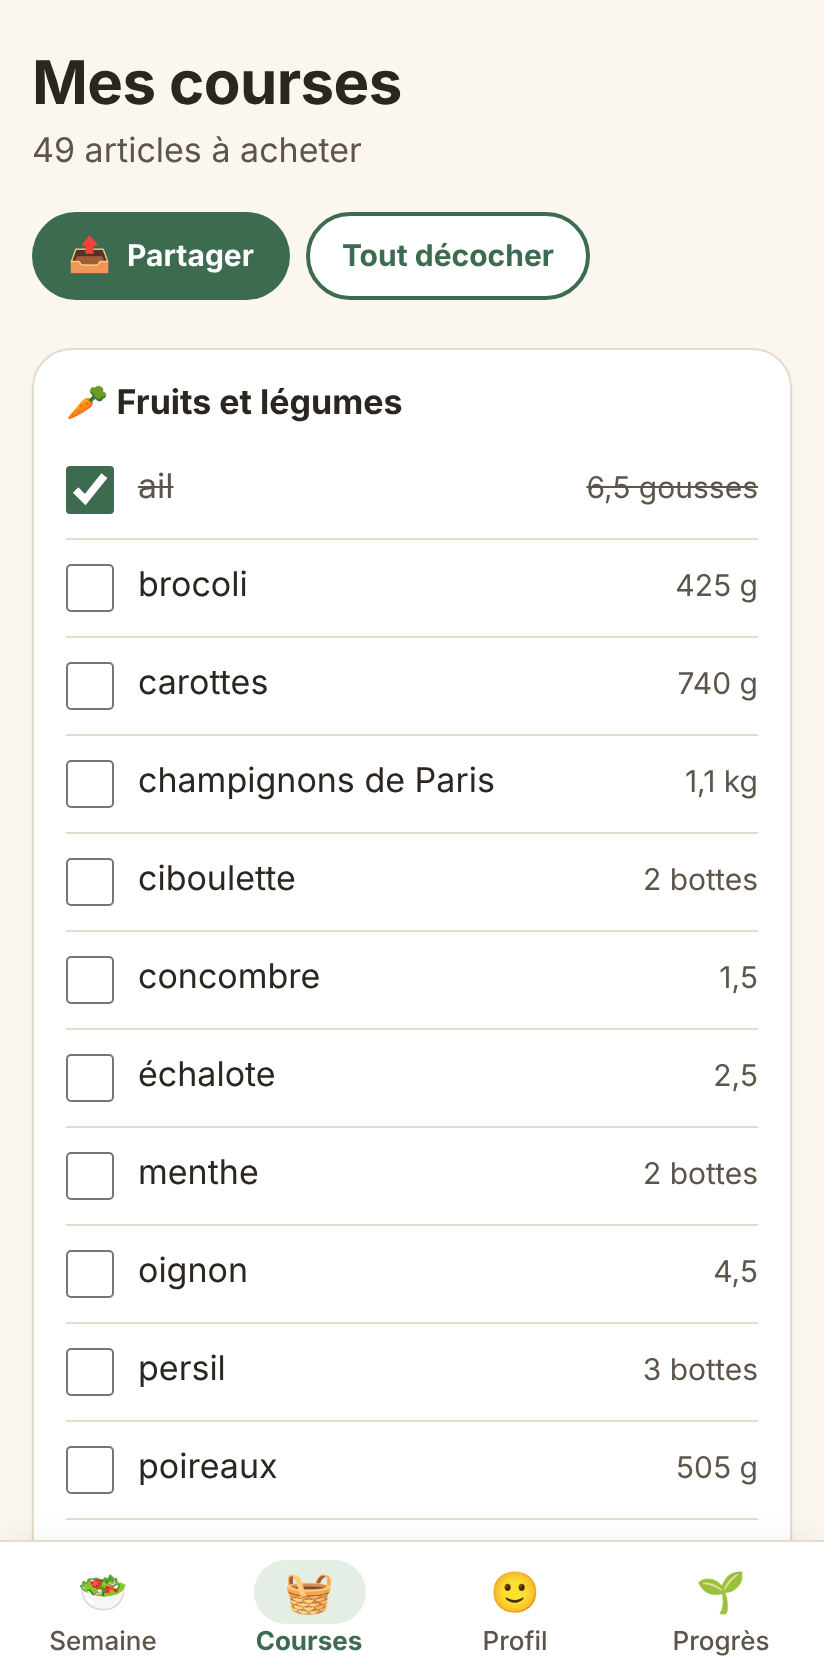 Mes courses
49 articles à acheter
Partager
Tout décocher
Fruits et légumes
ail 6,5 gousses
brocoli 425 g
carottes 740 g
champignons de Paris 1,1 kg
ciboulette 2 bottes
concombre 1,5
échalote 2,5
menthe 2 bottes
oignon 4,5
persil 3 bottes
poireaux 505 g
Semaine Courses Profil Progrès